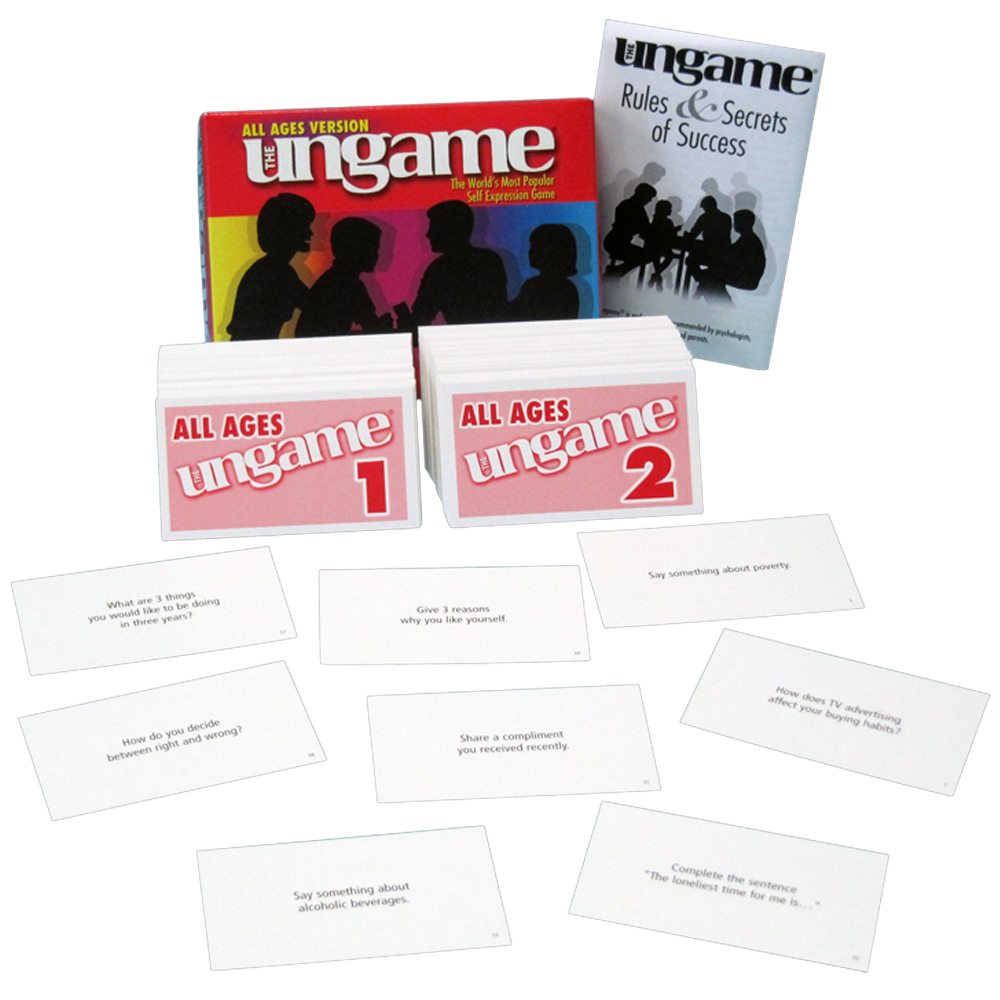 ALL AGES VERSION
THE ungame
The World's Most Popular
Self Expression Game
THE ungame®
Rules & Secrets
of Success
recommended by psychologists,
parents.
ALL AGES
THE ungame®
1
ALL AGES
THE ungame®
2
What are 3 things
you would like to be doing
in three years?
Give 3 reasons
why you like yourself.
Say something about poverty.
How do you decide
between right and wrong?
Share a compliment
you received recently.
How does TV advertising
affect your buying habits?
Say something about
alcoholic beverages.
Complete the sentence
"The loneliest time for me is..."